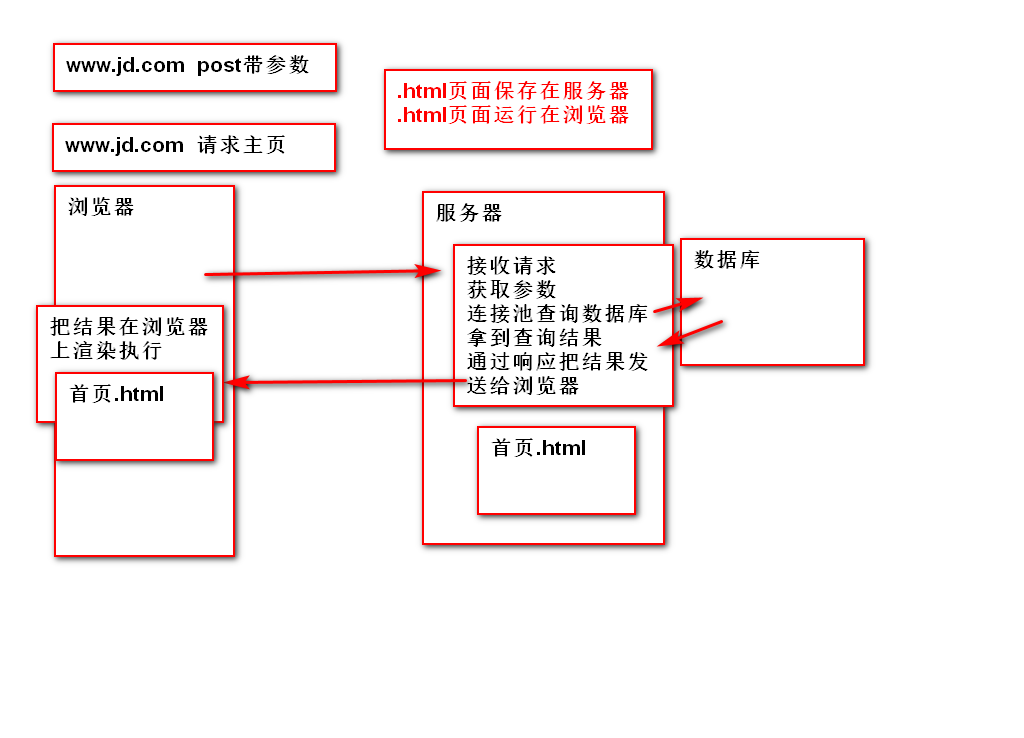 www.jd.com post带参数
.html页面保存在服务器
.html页面运行在浏览器
www.jd.com 请求主页
浏览器
把结果在浏览器
上渲染执行
首页.html
服务器
接收请求
获取参数
连接池查询数据库
拿到查询结果
通过响应把结果发
送给浏览器
首页.html
数据库